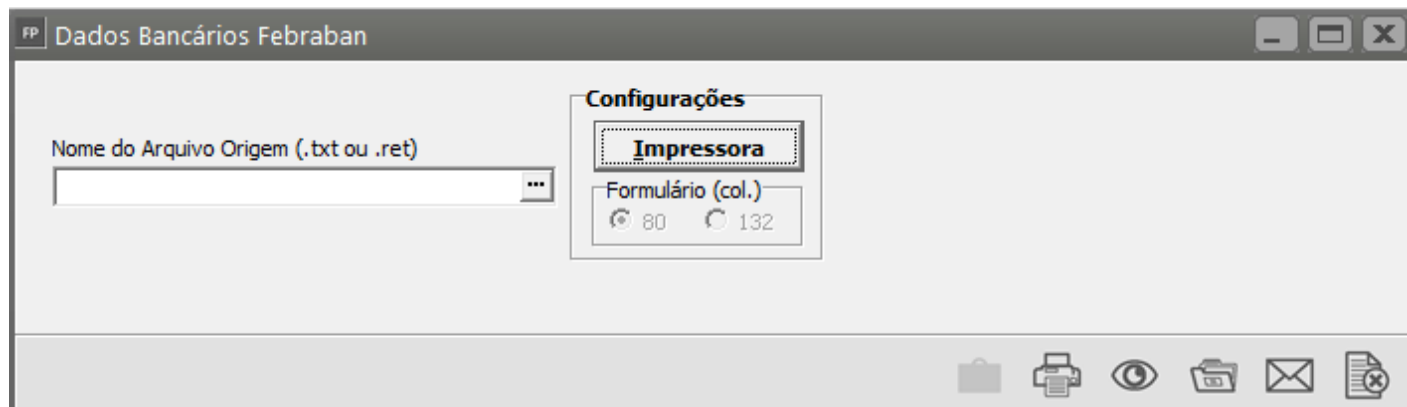 FP Dados Bancários Febraban
Configurações
Impressora
Nome do Arquivo Origem (.txt ou .ret)
...
Formulário (col.)
80 132